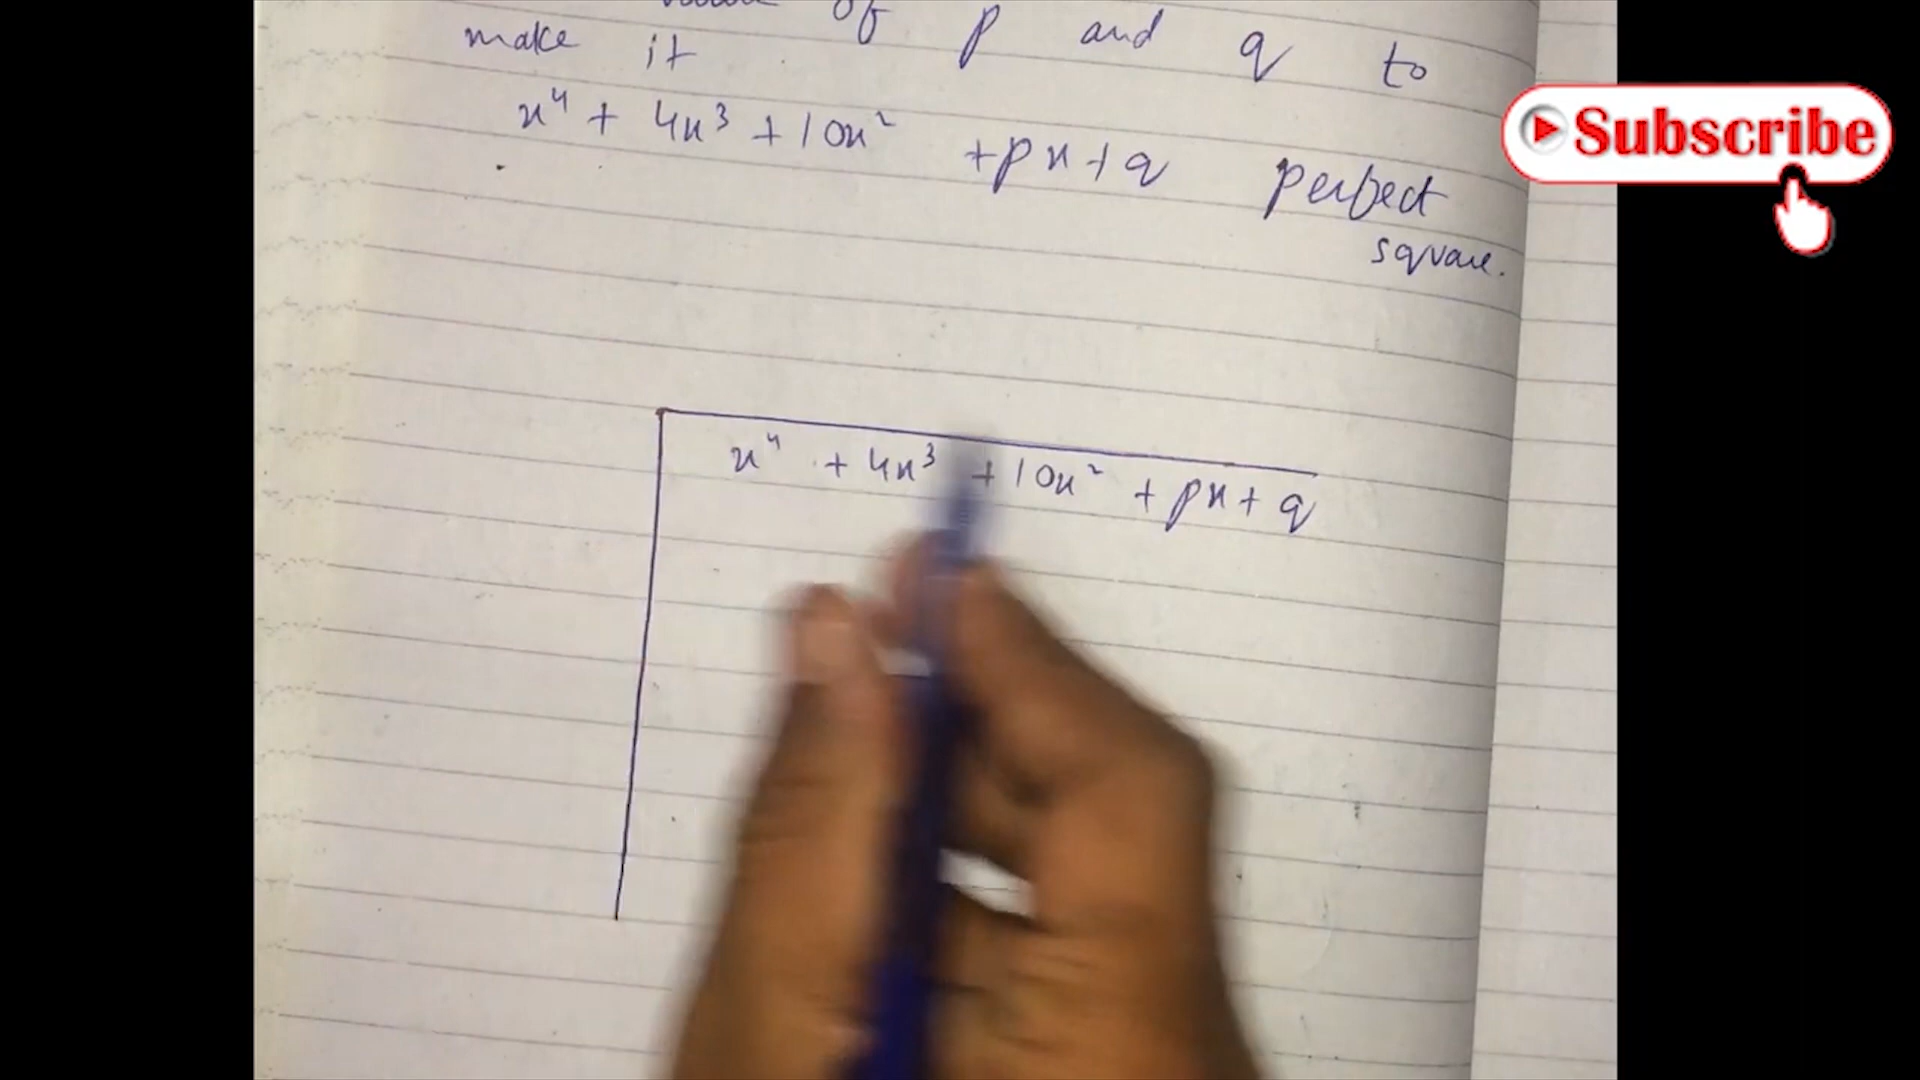 of p and q to
make it
x⁴ + 4x³ + 10x² + px + q perfect
square.
Subscribe
x⁴ + 4x³ + 10x² + px + q